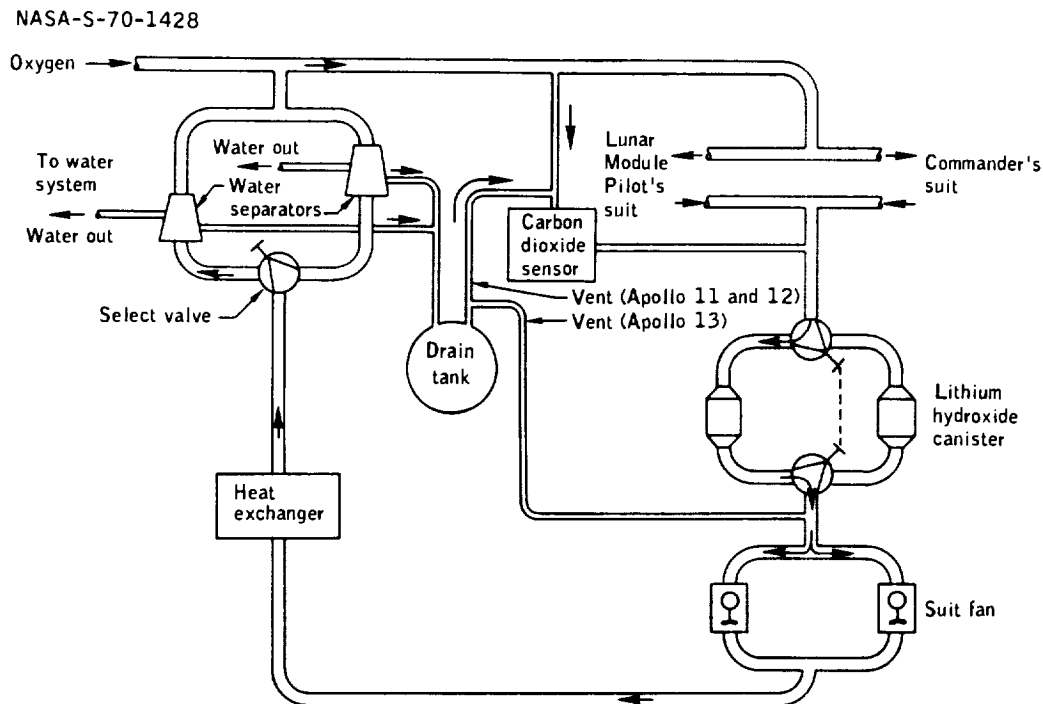 NASA-S-70-1428
Oxygen
To water
system
Water out
Water
separators
Water out
Select valve
Lunar
Module
Pilot's
suit
Commander's
suit
Carbon
dioxide
sensor
Vent (Apollo 11 and 12)
Vent (Apollo 13)
Drain
tank
Lithium
hydroxide
canister
Heat
exchanger
Suit fan